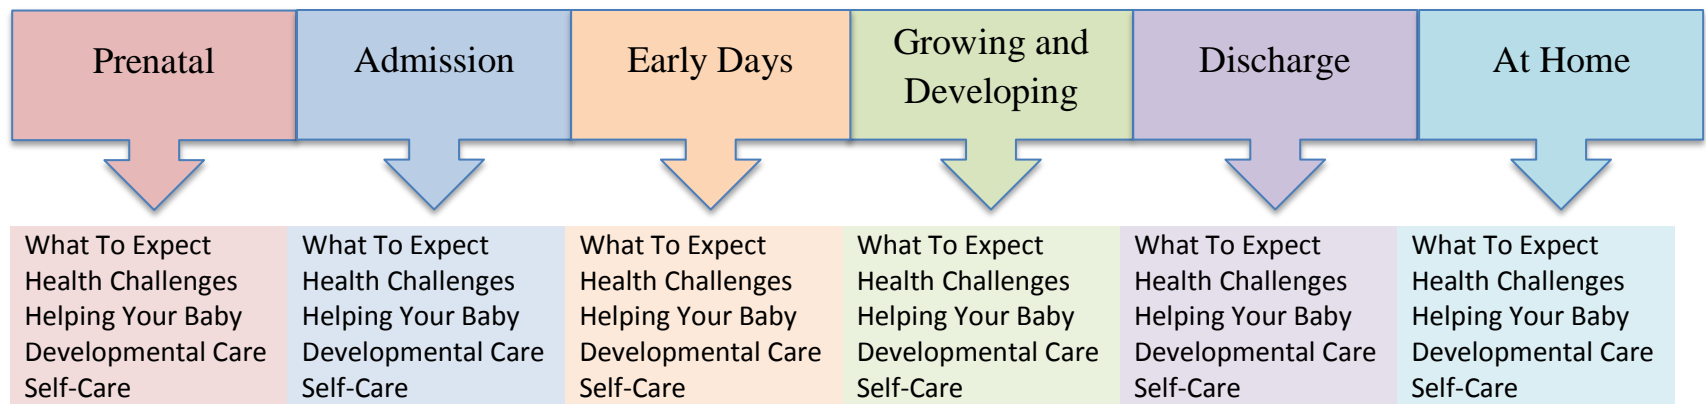 Prenatal
Admission
Early Days
Growing and
Developing
Discharge
At Home
What To Expect
Health Challenges
Helping Your Baby
Developmental Care
Self-Care
What To Expect
Health Challenges
Helping Your Baby
Developmental Care
Self-Care
What To Expect
Health Challenges
Helping Your Baby
Developmental Care
Self-Care
What To Expect
Health Challenges
Helping Your Baby
Developmental Care
Self-Care
What To Expect
Health Challenges
Helping Your Baby
Developmental Care
Self-Care
What To Expect
Health Challenges
Helping Your Baby
Developmental Care
Self-Care